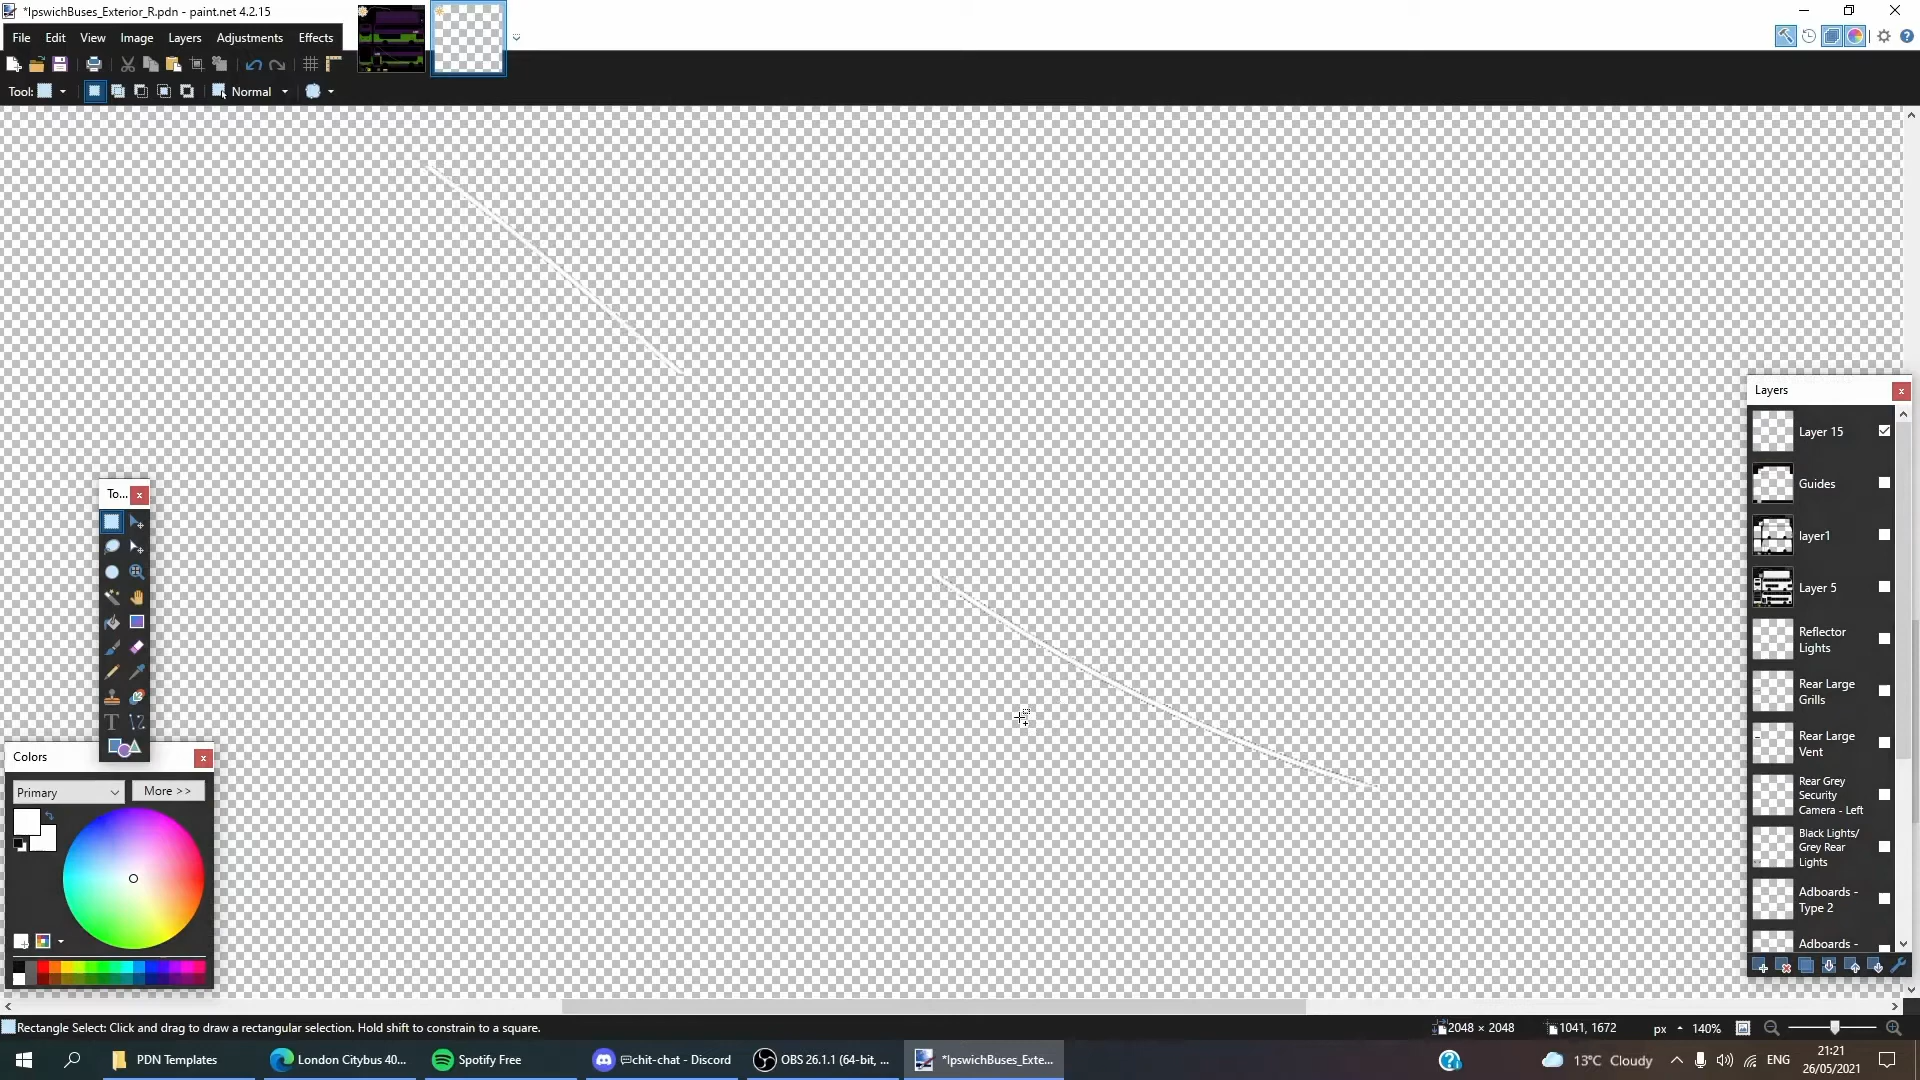 *IpswichBuses_Exterior_R.pdn - paint.net 4.2.15
File Edit View Image Layers Adjustments Effects
Tool: Normal
Layers
Layer 15
Guides
layer1
Layer 5
Reflector
Lights
Rear Large
Grills
Rear Large
Vent
Rear Grey
Security
Camera - Left
Black Lights/
Grey Rear
Lights
Adboards -
Type 2
Adboards -
To...
Colors
Primary
More >>
Rectangle Select: Click and drag to draw a rectangular selection. Hold shift to constrain to a square.
2048 × 2048
1041, 1672
px
140%
PDN Templates
London Citybus 40...
Spotify Free
chit-chat - Discord
OBS 26.1.1 (64-bit, ...
*IpswichBuses_Exte...
13°C Cloudy
ENG
21:21
26/05/2021